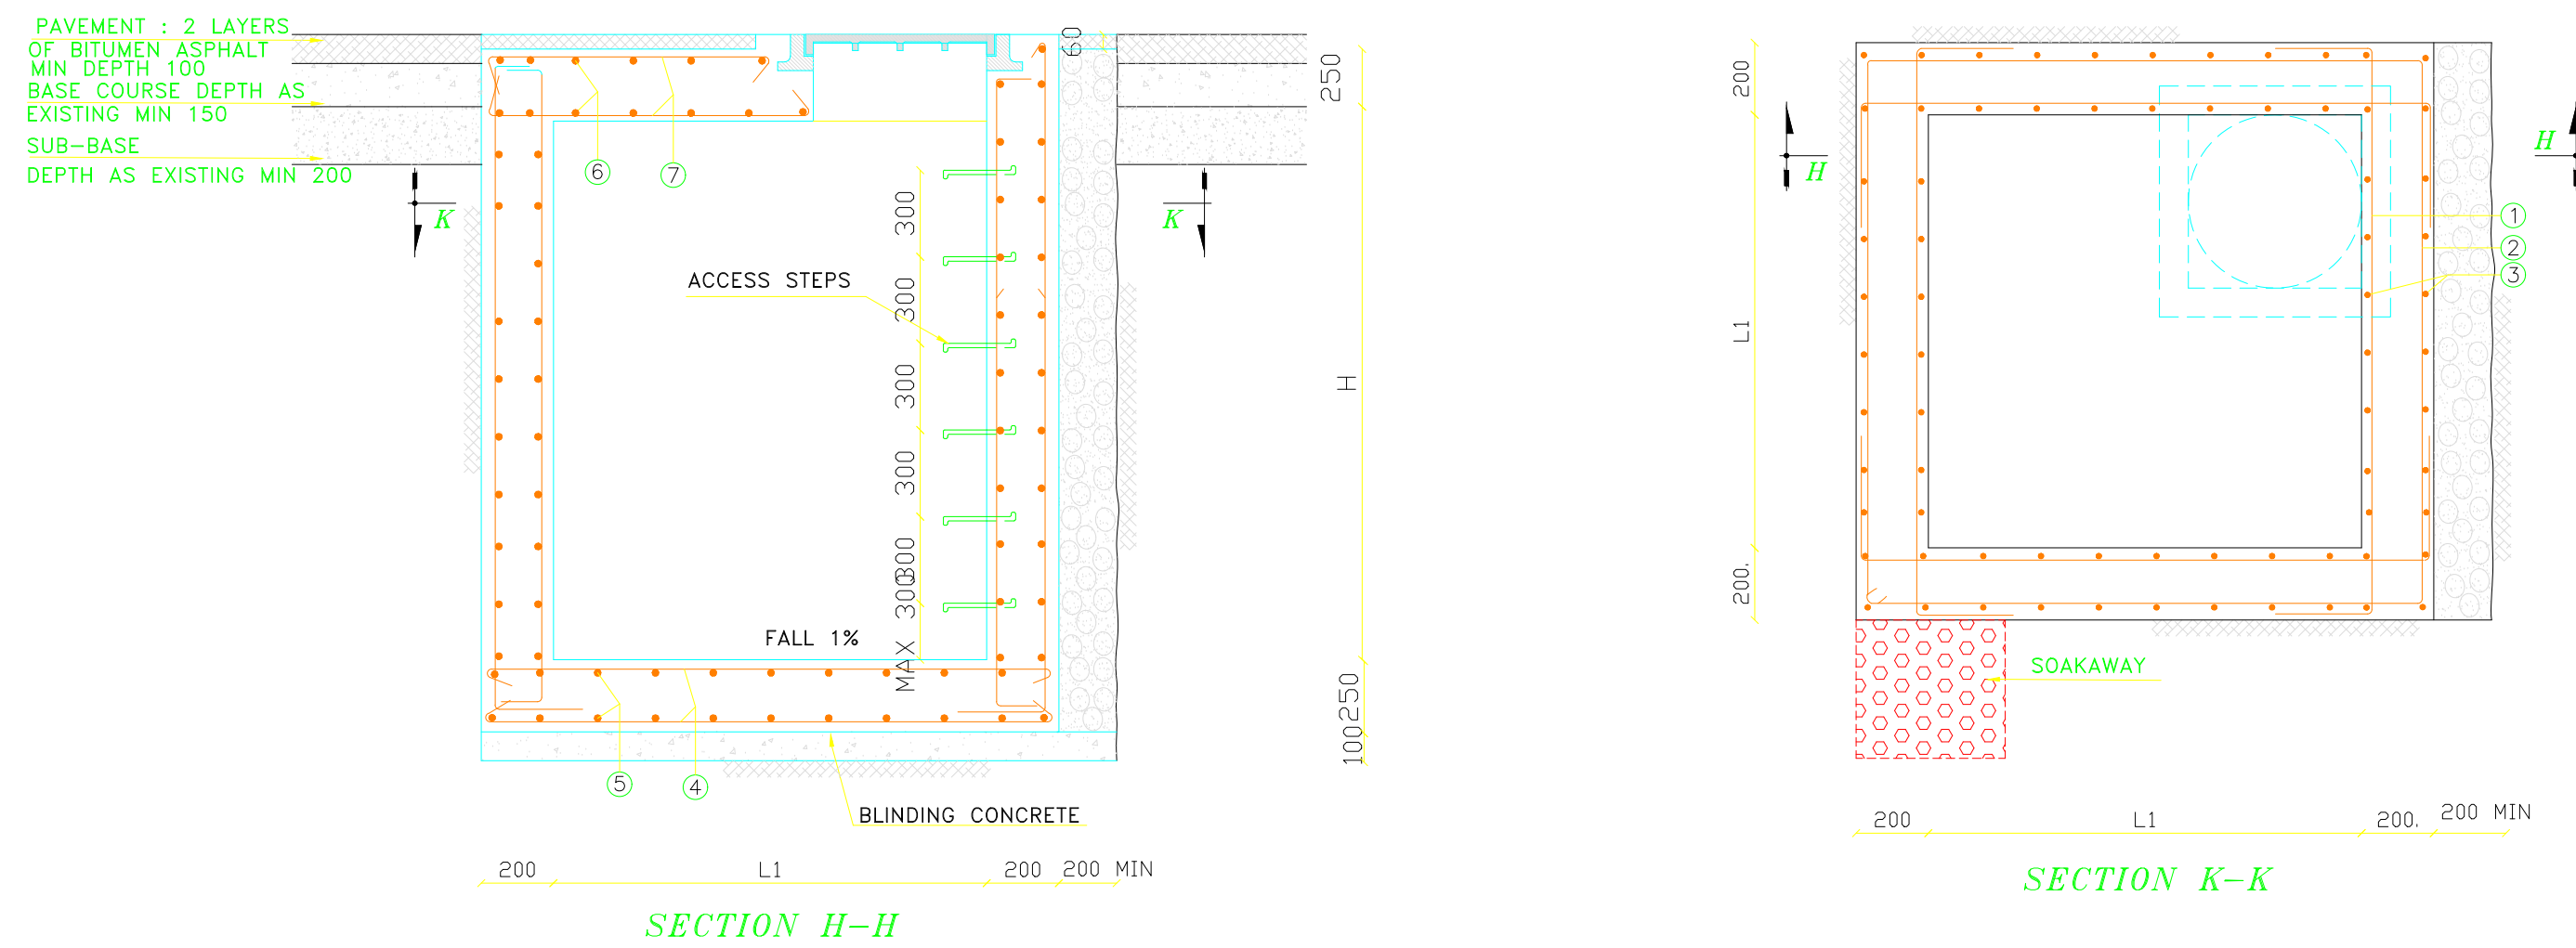 PAVEMENT : 2 LAYERS
OF BITUMEN ASPHALT
MIN DEPTH 100
BASE COURSE DEPTH AS
EXISTING MIN 150
SUB-BASE
DEPTH AS EXISTING MIN 200
K
K
6
7
60
250
ACCESS STEPS
300
300
300
300
300
MAX 300
H
FALL 1%
250
100
5
4
BLINDING CONCRETE
200
L1
200
200 MIN
SECTION H-H
200
L1
200.
H
H
1
2
3
SOAKAWAY
200
L1
200.
200 MIN
SECTION K-K